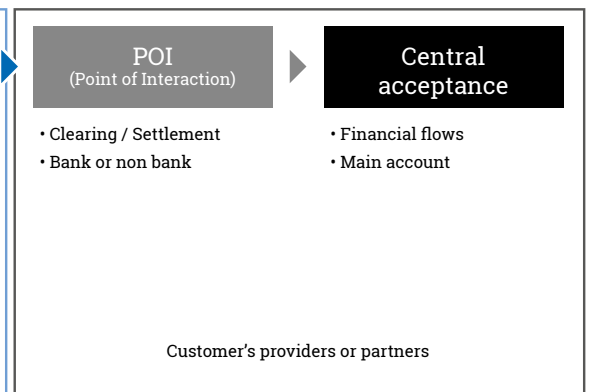 POI
(Point of Interaction)
• Clearing / Settlement
• Bank or non bank
Central
acceptance
• Financial flows
• Main account
Customer's providers or partners